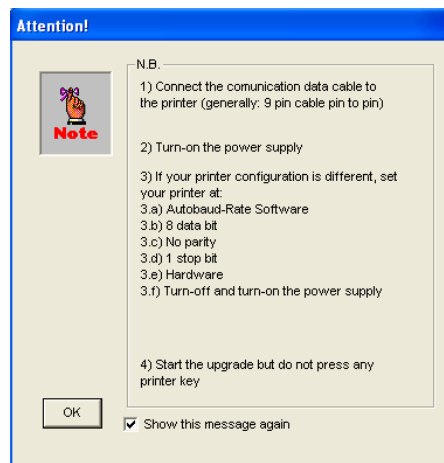 Attention!
N.B.
Note
1) Connect the comunication data cable to
the printer (generally: 9 pin cable pin to pin)
2) Turn-on the power supply
3) If your printer configuration is different, set
your printer at:
3.a) Autobaud-Rate Software
3.b) 8 data bit
3.c) No parity
3.d) 1 stop bit
3.e) Hardware
3.f) Turn-off and turn-on the power supply
4) Start the upgrade but do not press any
printer key
OK
Show this message again